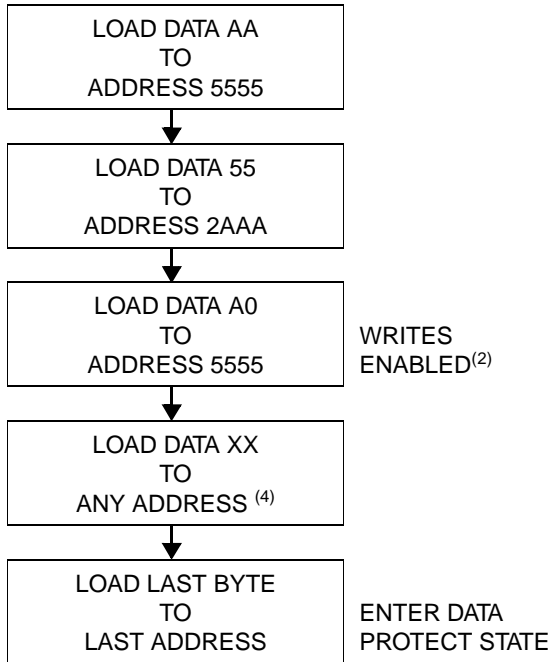 LOAD DATA AA
TO
ADDRESS 5555
LOAD DATA 55
TO
ADDRESS 2AAA
LOAD DATA A0
TO
ADDRESS 5555
WRITES
ENABLED(2)
LOAD DATA XX
TO
ANY ADDRESS (4)
LOAD LAST BYTE
TO
LAST ADDRESS
ENTER DATA
PROTECT STATE